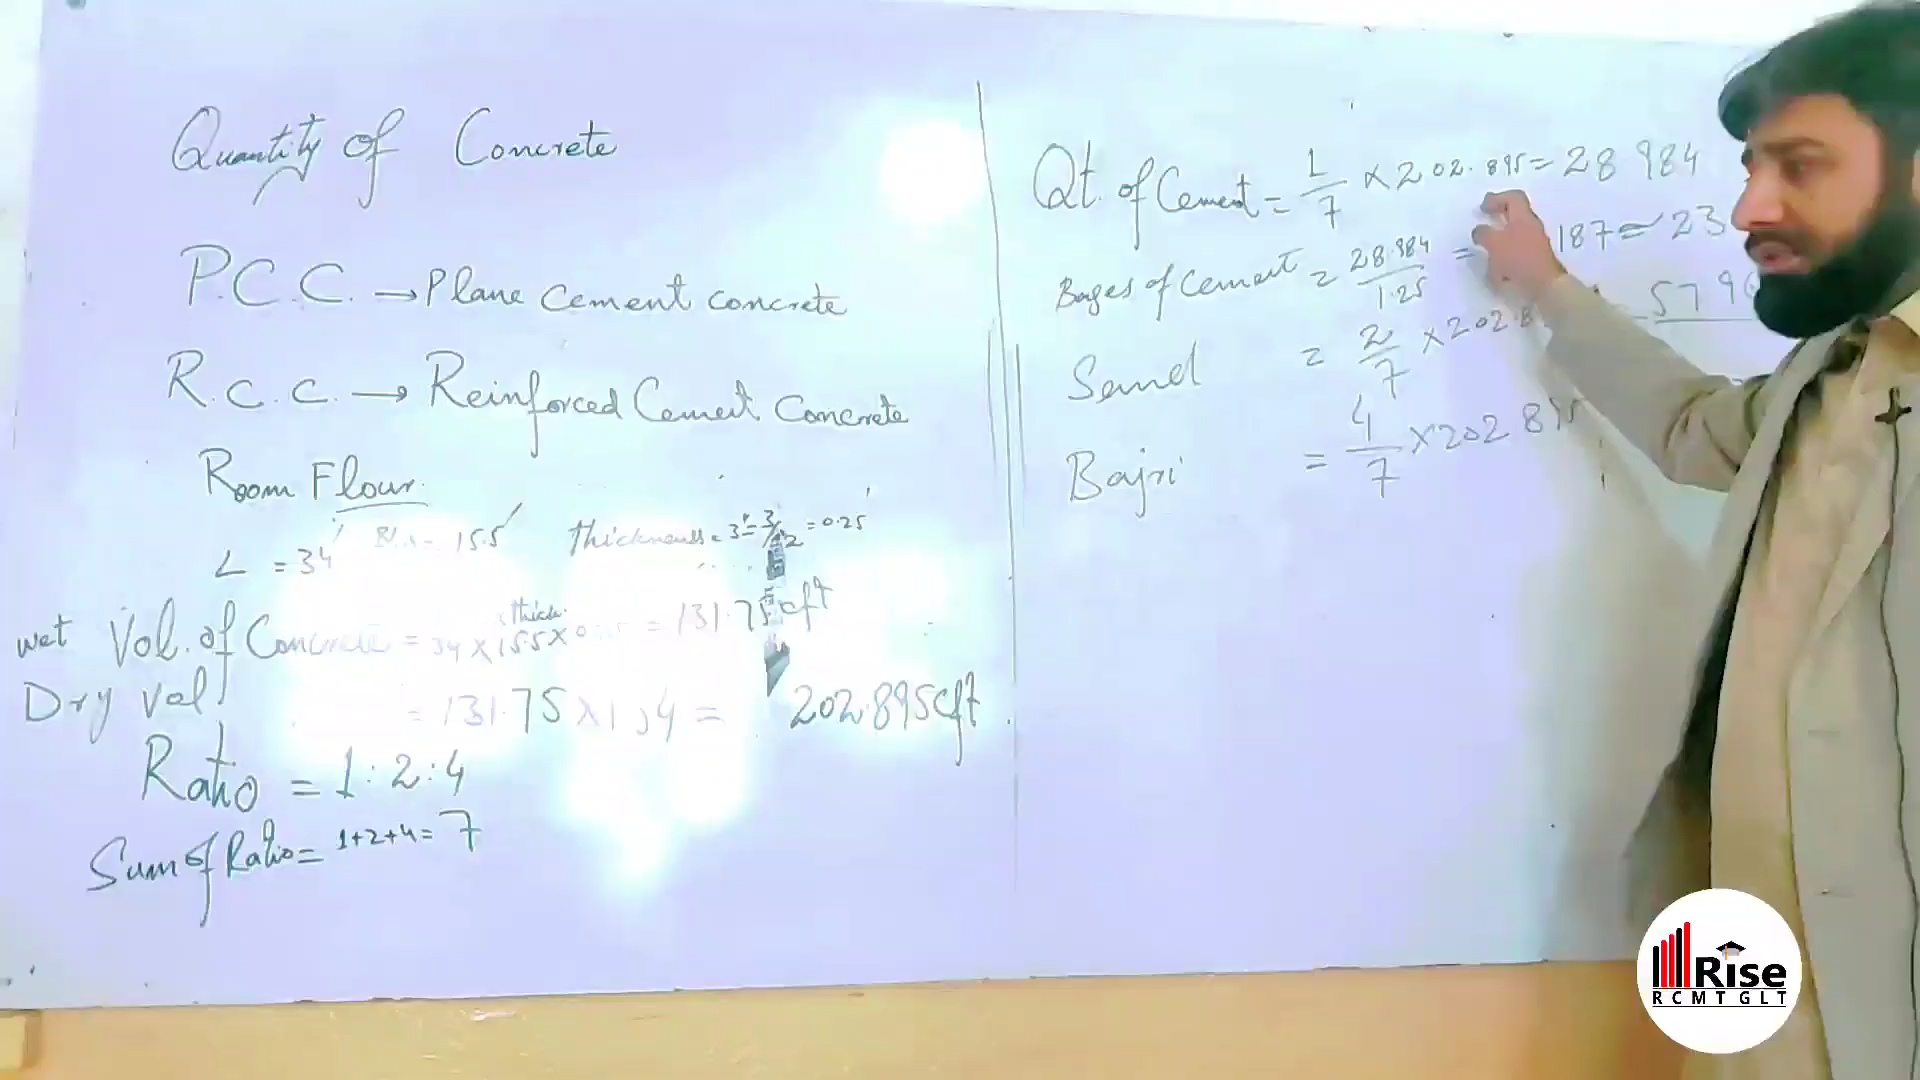 Quantity of Concrete
P.C.C. → Plane Cement concrete
R.C.C. → Reinforced Cement Concrete
Room Flour
L = 34' 15.5' thickness = 3" = 3/12 = 0.25'
thick.
wet Vol. of Concrete = 34 × 15.5 × 0 = 131.75 cft
Dry Vol = 131.75 × 1.54 = 202.895 cft
Ratio = 1 : 2 : 4
Sum of Ratio = 1+2+4 = 7
Qt. of Cement = 1/7 × 202.895 = 28 984
Bages of Cement = 28.984/1.25 = 187 = 23
Sand = 2/7 × 202.8 579
Bajri = 4/7 × 202 895
Rise
RCMTGLT